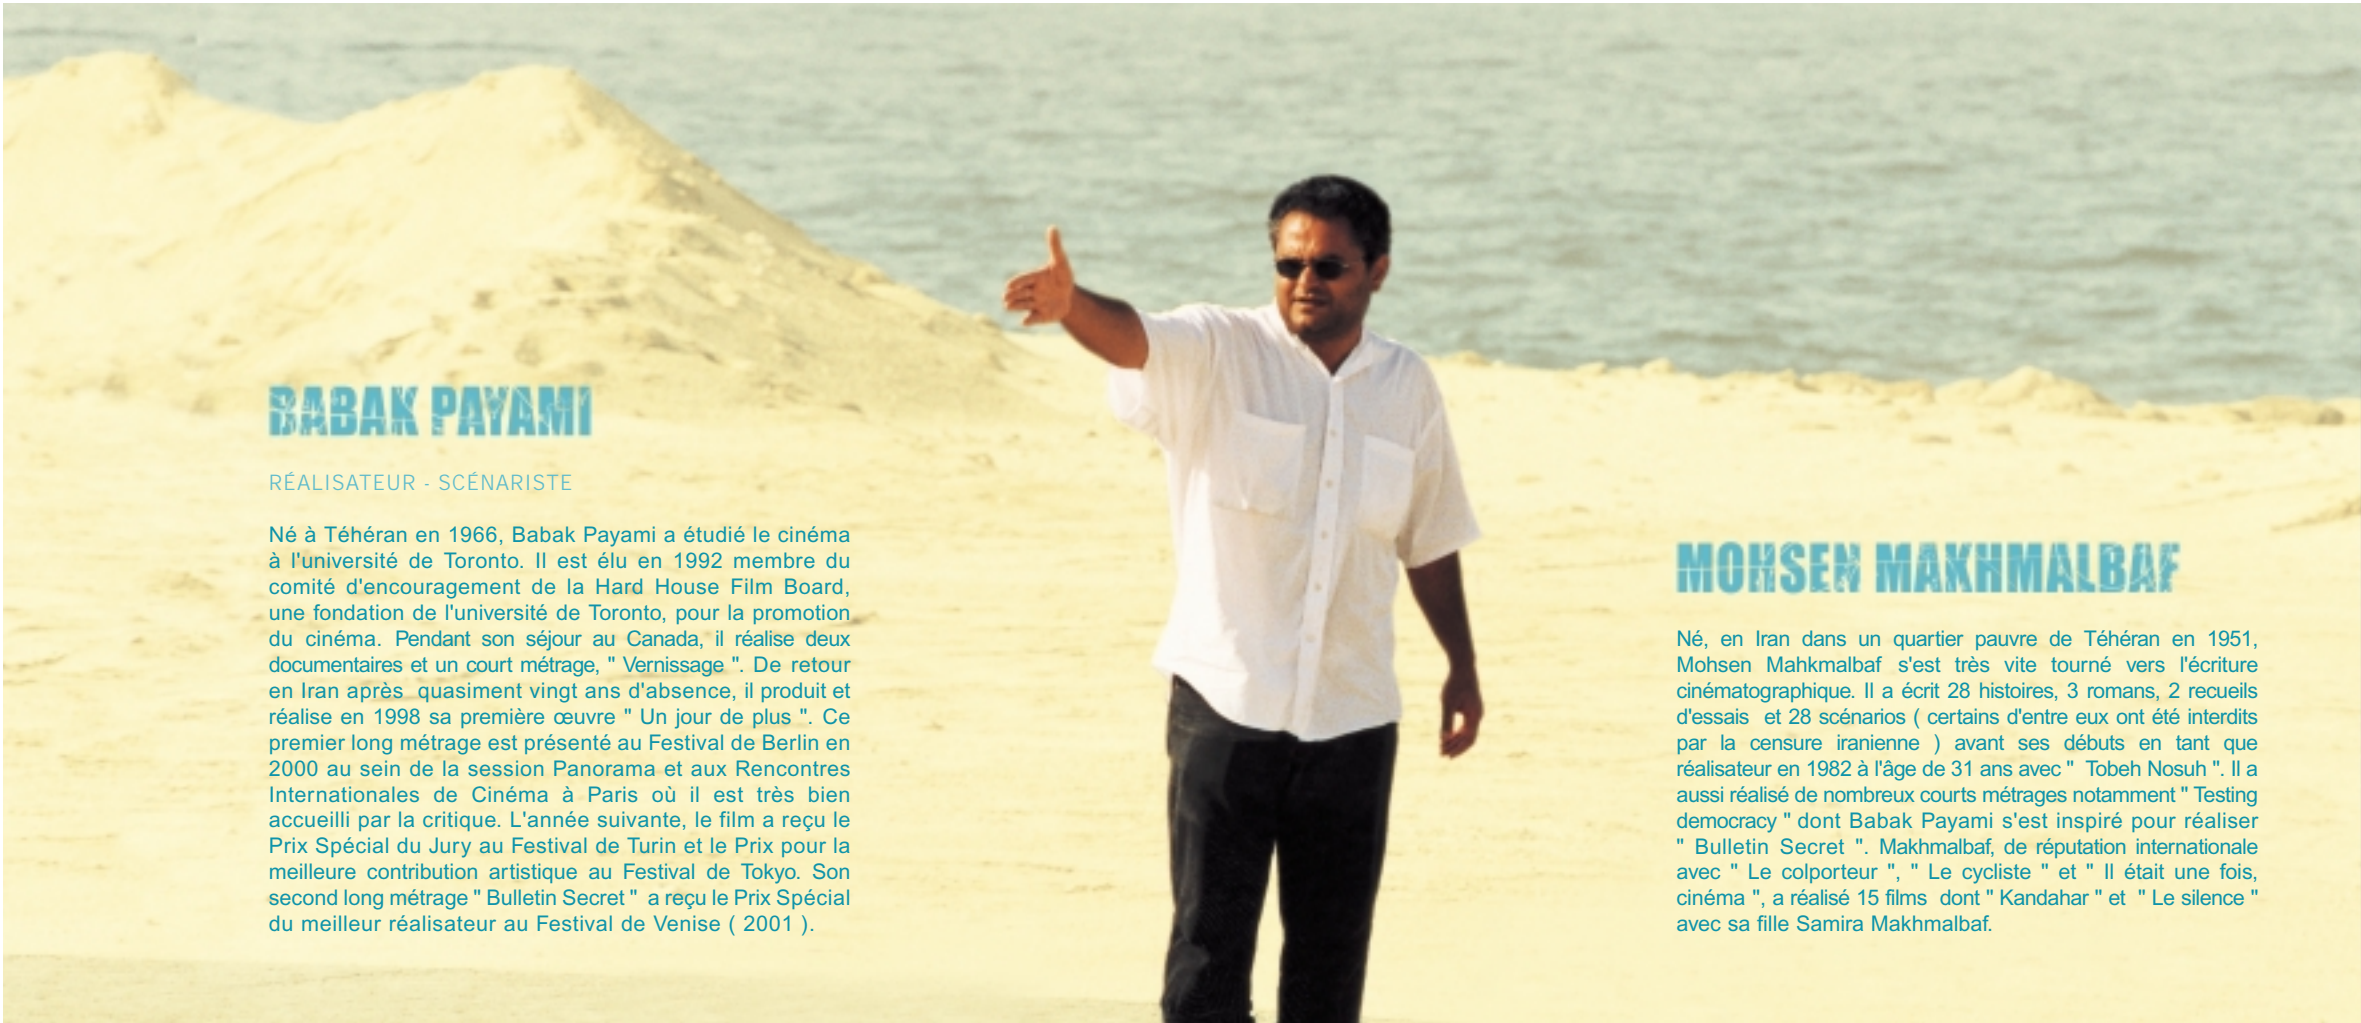 BABAK PAYAMI
RÉALISATEUR - SCÉNARISTE
Né à Téhéran en 1966, Babak Payami a étudié le cinéma
à l'université de Toronto. Il est élu en 1992 membre du
comité d'encouragement de la Hard House Film Board,
une fondation de l'université de Toronto, pour la promotion
du cinéma. Pendant son séjour au Canada, il réalise deux
documentaires et un court métrage, " Vernissage ". De retour
en Iran après quasiment vingt ans d'absence, il produit et
réalise en 1998 sa première œuvre " Un jour de plus ". Ce
premier long métrage est présenté au Festival de Berlin en
2000 au sein de la session Panorama et aux Rencontres
Internationales de Cinéma à Paris où il est très bien
accueilli par la critique. L'année suivante, le film a reçu le
Prix Spécial du Jury au Festival de Turin et le Prix pour la
meilleure contribution artistique au Festival de Tokyo. Son
second long métrage " Bulletin Secret " a reçu le Prix Spécial
du meilleur réalisateur au Festival de Venise ( 2001 ).
MOHSEN MAKHMALBAF
Né, en Iran dans un quartier pauvre de Téhéran en 1951,
Mohsen Mahkmalbaf s'est très vite tourné vers l'écriture
cinématographique. Il a écrit 28 histoires, 3 romans, 2 recueils
d'essais et 28 scénarios ( certains d'entre eux ont été interdits
par la censure iranienne ) avant ses débuts en tant que
réalisateur en 1982 à l'âge de 31 ans avec " Tobeh Nosuh ". Il a
aussi réalisé de nombreux courts métrages notamment " Testing
democracy " dont Babak Payami s'est inspiré pour réaliser
" Bulletin Secret ". Makhmalbaf, de réputation internationale
avec " Le colporteur ", " Le cycliste " et " Il était une fois,
cinéma ", a réalisé 15 films dont " Kandahar " et " Le silence "
avec sa fille Samira Makhmalbaf.